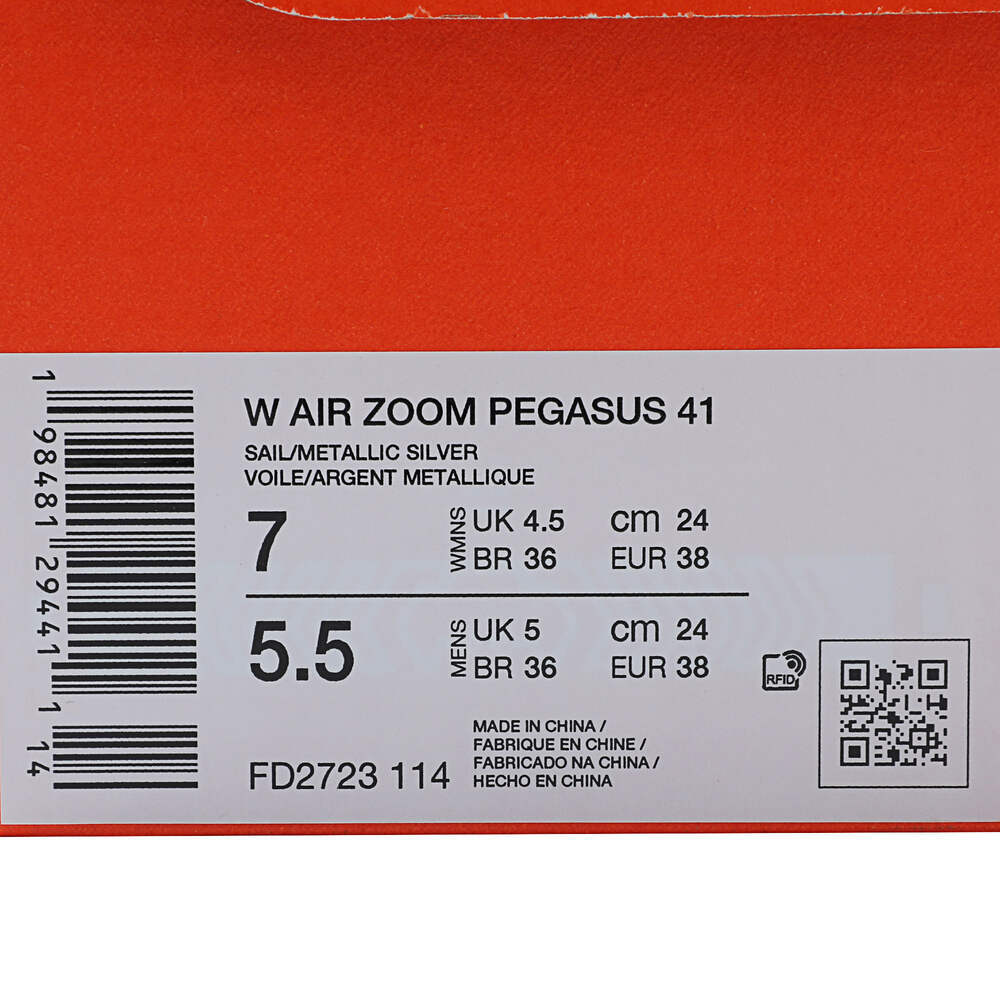 W AIR ZOOM PEGASUS 41
SAIL/METALLIC SILVER
VOILE/ARGENT METALLIQUE
7 WMNS UK 4.5 cm 24
BR 36 EUR 38
5.5 MENS UK 5 cm 24
BR 36 EUR 38
MADE IN CHINA /
FABRIQUE EN CHINE /
FABRICADO NA CHINA /
HECHO EN CHINA
FD2723 114
RFID
1 98481 29441 1 14